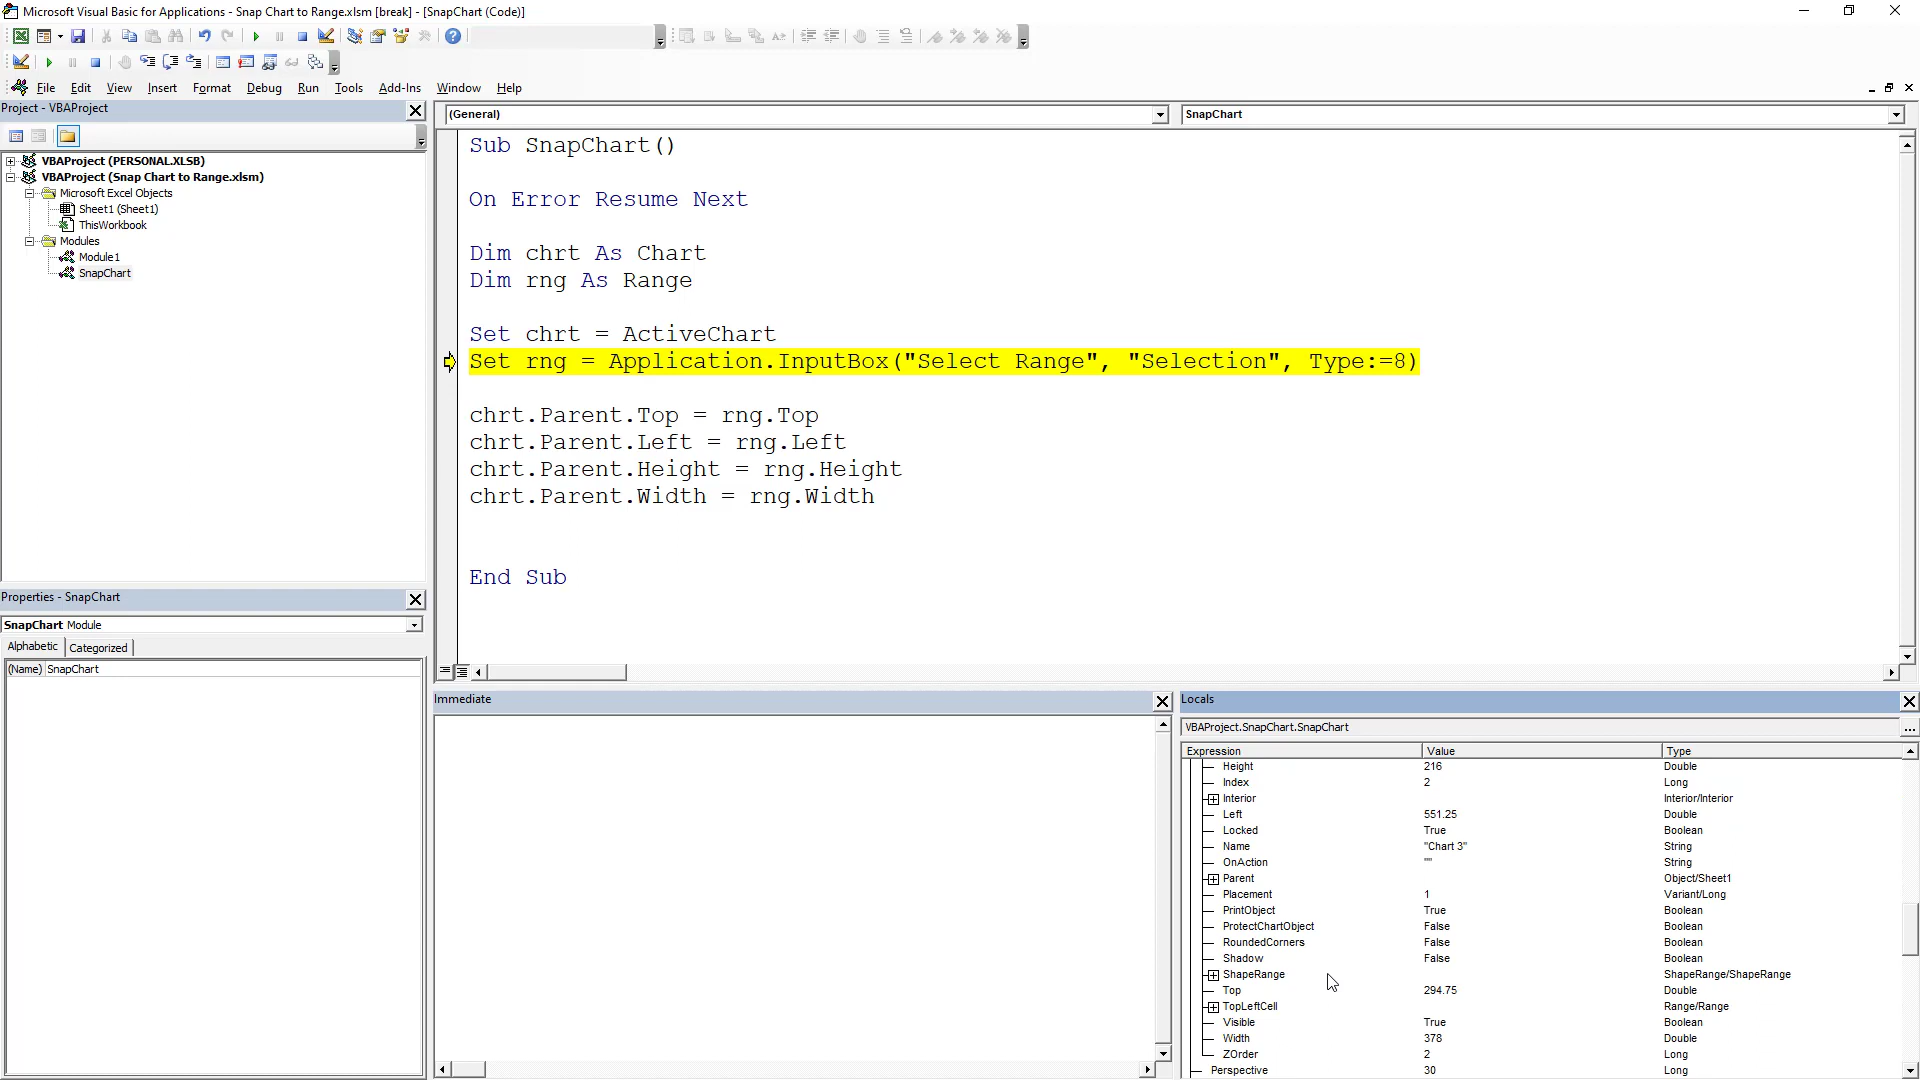 Microsoft Visual Basic for Applications - Snap Chart to Range.xlsm [break] - [SnapChart (Code)]
File Edit View Insert Format Debug Run Tools Add-Ins Window Help
Project - VBAProject
VBAProject (PERSONAL.XLSB)
VBAProject (Snap Chart to Range.xlsm)
Microsoft Excel Objects
Sheet1 (Sheet1)
ThisWorkbook
Modules
Module1
SnapChart
Properties - SnapChart
SnapChart Module
Alphabetic Categorized
(Name) SnapChart
(General) SnapChart
Sub SnapChart()
On Error Resume Next
Dim chrt As Chart
Dim rng As Range
Set chrt = ActiveChart
Set rng = Application.InputBox("Select Range", "Selection", Type:=8)
chrt.Parent.Top = rng.Top
chrt.Parent.Left = rng.Left
chrt.Parent.Height = rng.Height
chrt.Parent.Width = rng.Width
End Sub
Immediate
Locals
VBAProject.SnapChart.SnapChart
...
Expression Value Type
Height 216 Double
Index 2 Long
Interior Interior/Interior
Left 551.25 Double
Locked True Boolean
Name "Chart 3" String
OnAction "" String
Parent Object/Sheet1
Placement 1 Variant/Long
PrintObject True Boolean
ProtectChartObject False Boolean
RoundedCorners False Boolean
Shadow False Boolean
ShapeRange ShapeRange/ShapeRange
Top 294.75 Double
TopLeftCell Range/Range
Visible True Boolean
Width 378 Double
ZOrder 2 Long
Perspective 30 Long